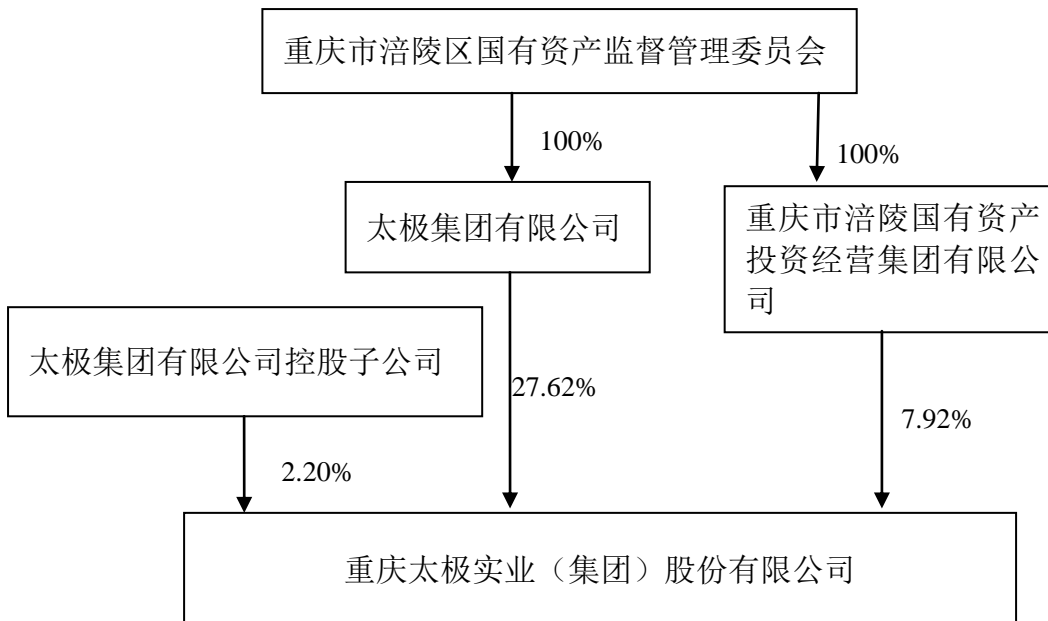 重庆市涪陵区国有资产监督管理委员会
100%
100%
太极集团有限公司
重庆市涪陵国有资产
投资经营集团有限公
司
太极集团有限公司控股子公司
27.62%
7.92%
2.20%
重庆太极实业（集团）股份有限公司